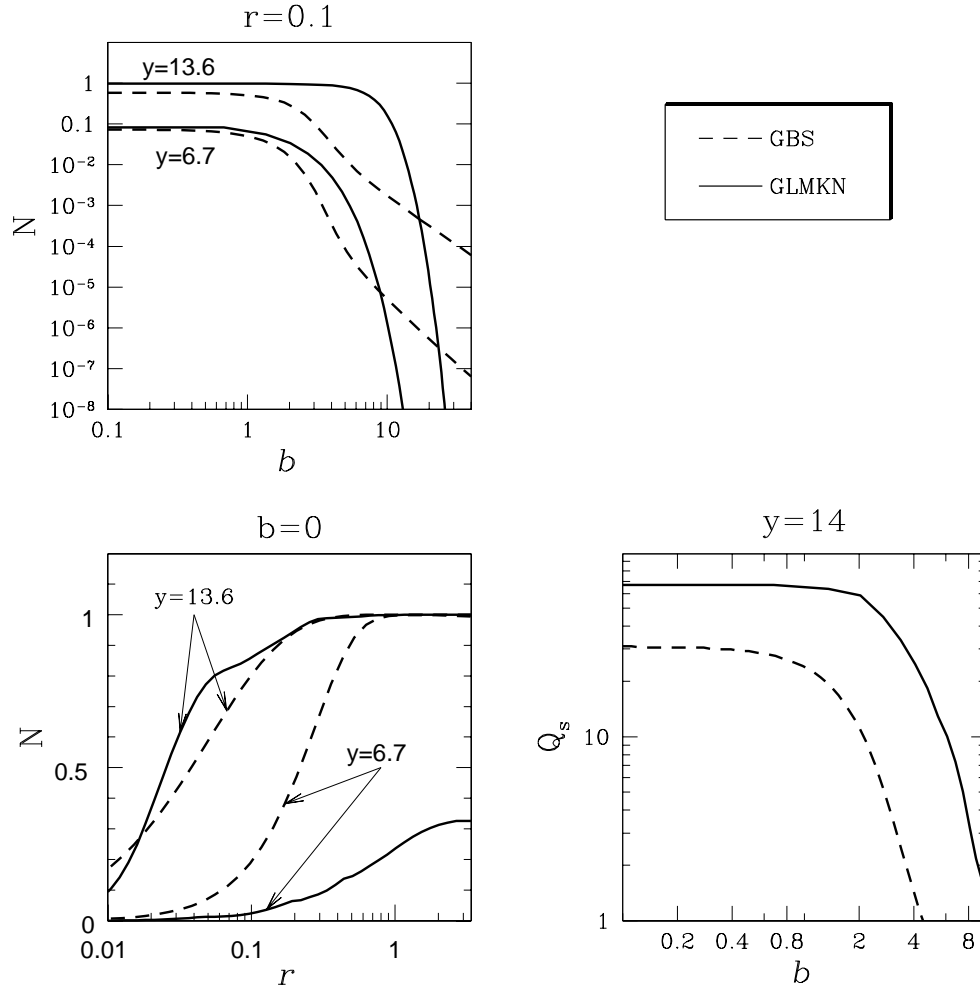 r=0.1
y=13.6
y=6.7
1
0.1
10⁻²
10⁻³
10⁻⁴
10⁻⁵
10⁻⁶
10⁻⁷
10⁻⁸
N
0.1 1 10
b
GBS
GLMKN
b=0
y=13.6
y=6.7
1
0.5
0
N
0.01 0.1 1
r
y=14
10
1
Qₛ
0.2 0.4 0.8 2 4 8
b